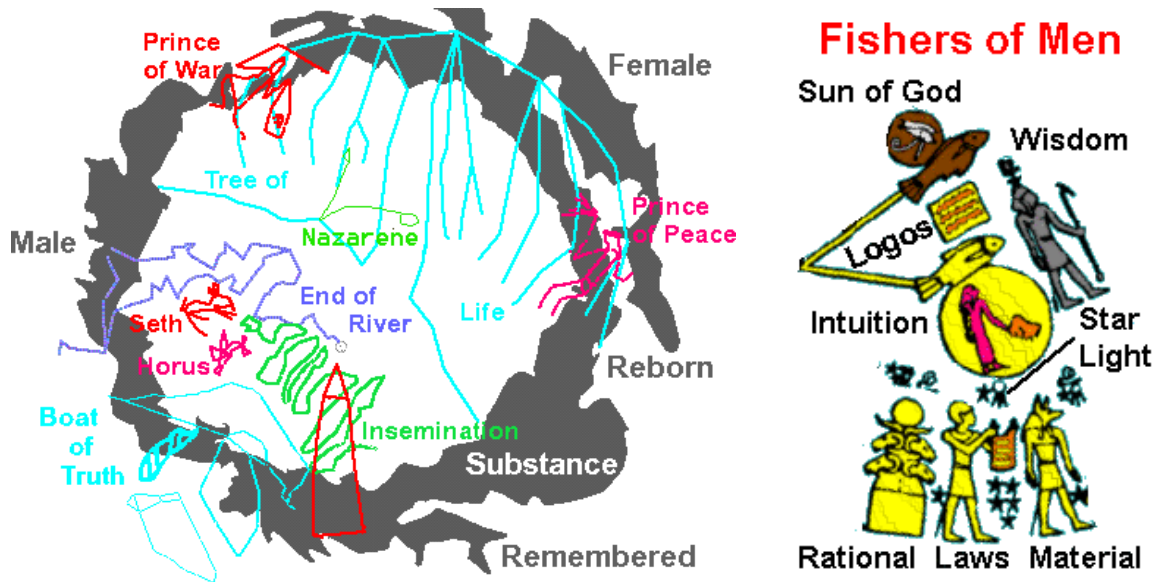 Prince
of War
Female
Tree of
Nazarene
Prince
of Peace
Male
End of
River
Life
Seth
Horus
Reborn
Boat
of
Truth
Insemination
Substance
Remembered
Fishers of Men
Sun of God
Wisdom
Logos
Intuition
Star
Light
Rational Laws Material